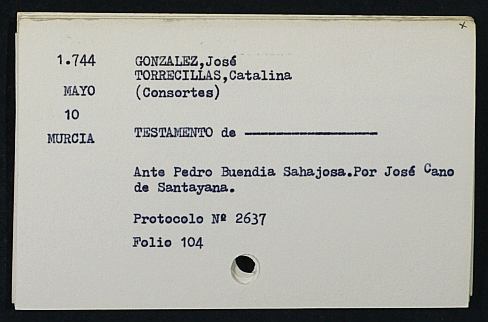 x
1.744 GONZALEZ,José
TORRECILLAS,Catalina
MAYO (Consortes)
10
MURCIA TESTAMENTO de ----------------
Ante Pedro Buendia Sahajosa.Por José Cano
de Santayana.
Protocolo Nº 2637
Folio 104